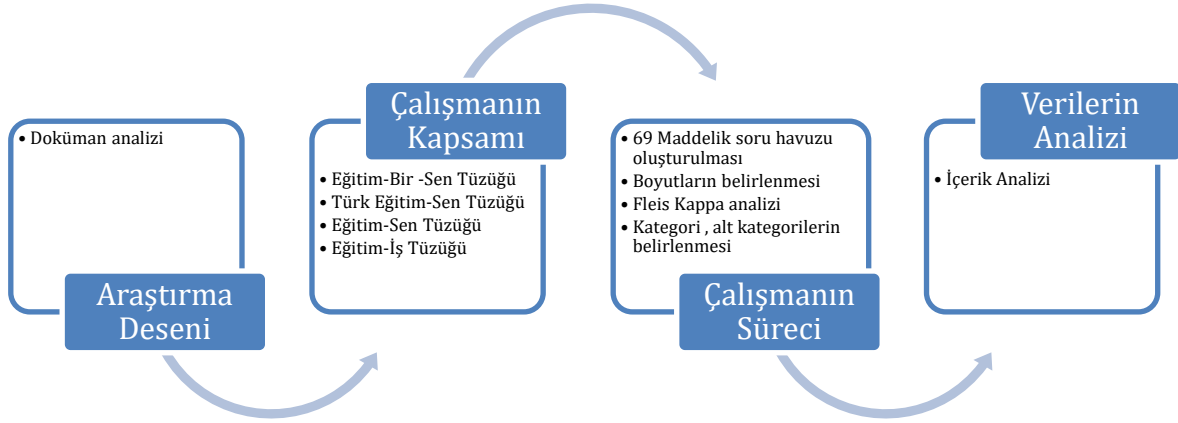 • Doküman analizi
Araştırma
Deseni
Çalışmanın
Kapsamı
• Eğitim-Bir -Sen Tüzüğü
• Türk Eğitim-Sen Tüzüğü
• Eğitim-Sen Tüzüğü
• Eğitim-İş Tüzüğü
• 69 Maddelik soru havuzu
oluşturulması
• Boyutların belirlenmesi
• Fleis Kappa analizi
• Kategori , alt kategorilerin
belirlenmesi
Çalışmanın
Süreci
Verilerin
Analizi
• İçerik Analizi